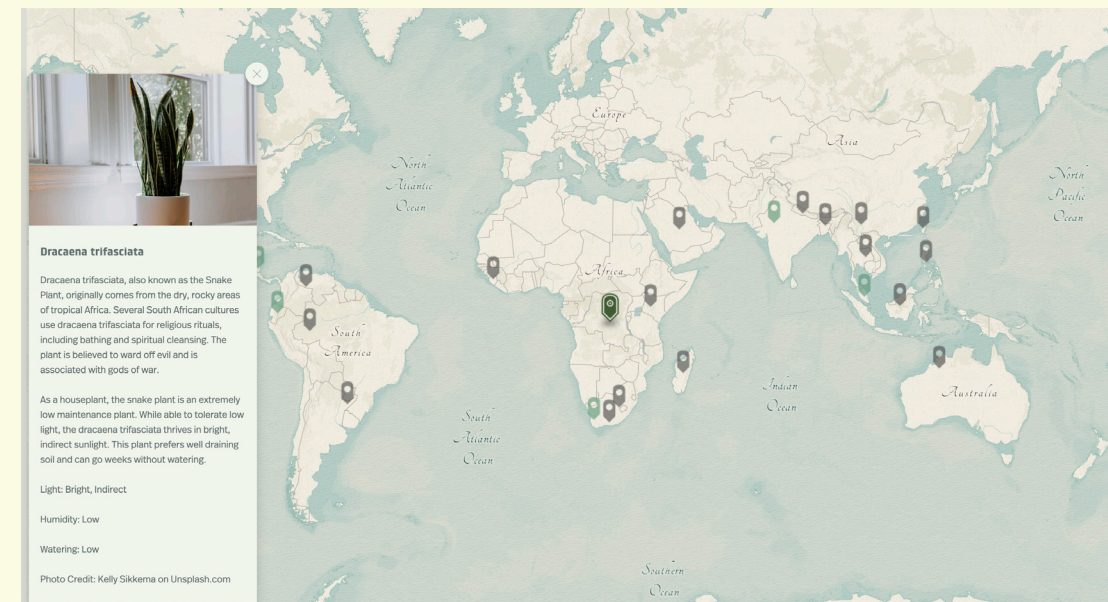 Dracaena trifasciata
Dracaena trifasciata, also known as the Snake
Plant, originally comes from the dry, rocky areas
of tropical Africa. Several South African cultures
use dracaena trifasciata for religious rituals,
including bathing and spiritual cleansing. The
plant is believed to ward off evil and is
associated with gods of war.
As a houseplant, the snake plant is an extremely
low maintenance plant. While able to tolerate low
light, the dracaena trifasciata thrives in bright,
indirect sunlight. This plant prefers well draining
soil and can go weeks without watering.
Light: Bright, Indirect
Humidity: Low
Watering: Low
Photo Credit: Kelly Sikkema on Unsplash.com
North
Atlantic
Ocean
Europe
Asia
North
Pacific
Ocean
Africa
South
America
South
Atlantic
Ocean
Indian
Ocean
Australia
Southern
Ocean